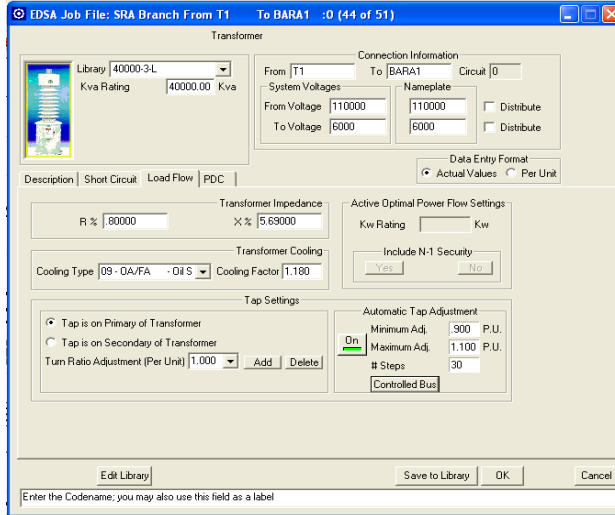 EDSA Job File: SRA Branch From T1 To BARA1 :0 (44 of 51)
Transformer
Library 40000-3-L
Kva Rating 40000.00 Kva
Connection Information
From T1 To BARA1 Circuit 0
System Voltages Nameplate
From Voltage 110000 110000 Distribute
To Voltage 6000 6000 Distribute
Data Entry Format
Actual Values Per Unit
Description Short Circuit Load Flow PDC
Transformer Impedance
R % .80000 X % 5.69000
Active Optimal Power Flow Settings
Kw Rating Kw
Include N-1 Security
Yes No
Transformer Cooling
Cooling Type 09 - OA/FA - Oil S Cooling Factor 1.180
Tap Settings
Tap is on Primary of Transformer
Tap is on Secondary of Transformer
Turn Ratio Adjustment (Per Unit) 1.000 Add Delete
Automatic Tap Adjustment
On
Minimum Adj. .900 P.U.
Maximum Adj. 1.100 P.U.
# Steps 30
Controlled Bus
Edit Library Save to Library OK Cancel
Enter the Codename; you may also use this field as a label